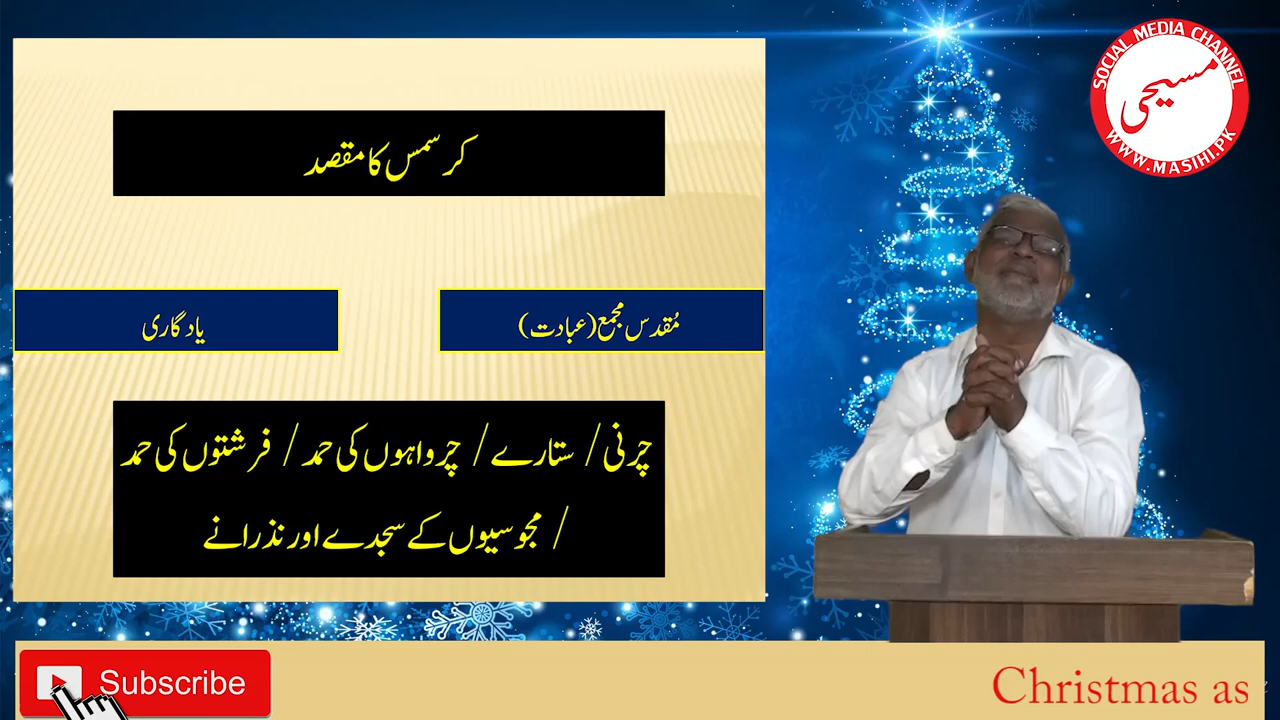 کرسمس کا مقصد
مُقدس مجمع (عبادت)
یادگاری
چرنی / ستارے / چرواہوں کی حمد / فرشتوں کی حمد
/ مجوسیوں کے سجدے اور نذرانے
SOCIAL MEDIA CHANNEL
مسیحی
WWW.MASIHI.PK
Subscribe
Christmas as